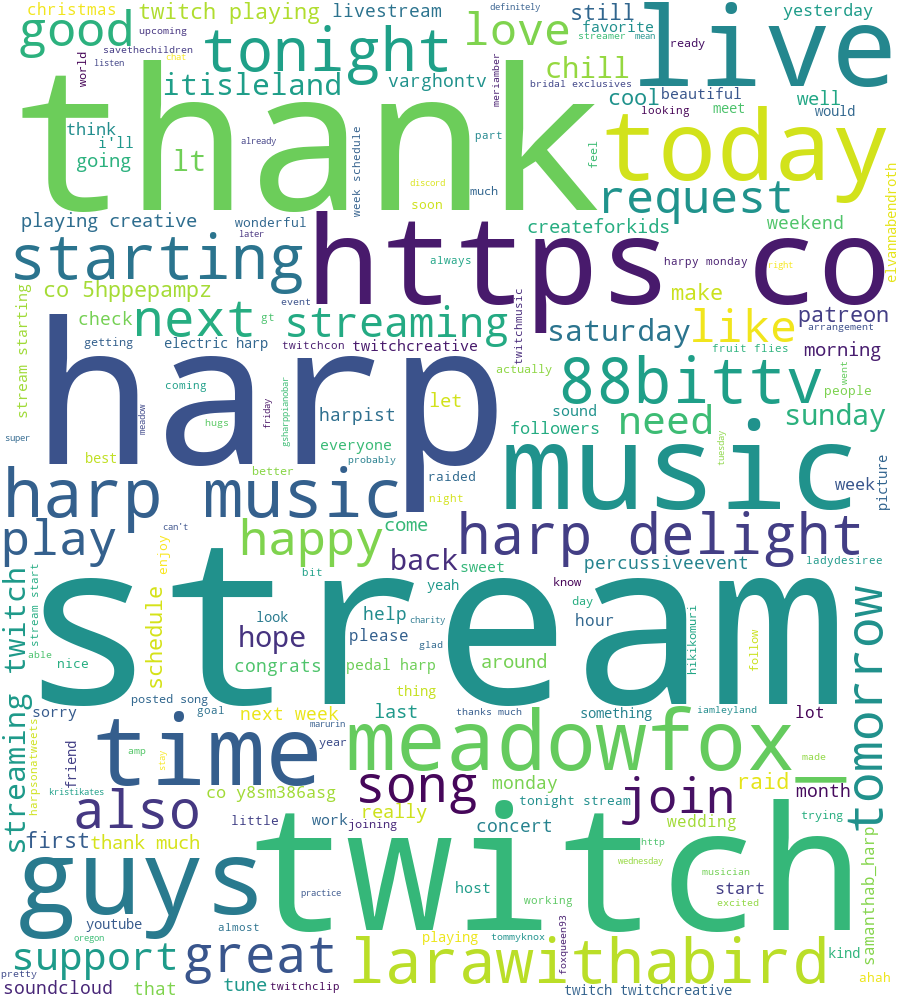 christmas
good
upcoming
twitch playing
livestream
definitely
still
love
favorite
streamer
mean
live
yesterday
ready
savethechildren
listen
chat
world
tonight
itisleland
varghontv
meriamber
chill
bridal exclusives
cool
beautiful
looking
meet
well
would
thank
think
i'll
going
lt
already
week schedule
part
feel
today
discord
soon
much
request
elvannabendroth
playing creative
wonderful
later
createforkids
weekend
starting
https co
always
harpy monday
right
co 5hppepampz
event
make
patreon
stream starting
check
next
gt
streaming
twitchmusic
saturday
like
arrangement
getting
electric harp
twitchcon
twitchcreative
fruit flies
morning
harp
coming
actually
88bittv
went
people
meadow
hugs
friday
gsharppianobar
harpist
let
sound
followers
need
sunday
super
everyone
probably
music
tuesday
best
better
raided
week
picture
harp music
night
play
can't
happy
come
harp delight
enjoy
back
sweet
percussiveevent
ladydesiree
streaming twitch
stream start
bit
stream
yeah
know
day
tomorrow
schedule
look
help
charity
hour
hope
please
glad
hikikomuri
follow
able
nice
congrats
pedal harp
around
thing
posted song
goal
sorry
next week
last
thanks much
something
iamleyland
lot
time
marurin
year
meadowfox_
harpsonatweets
friend
amp
stay
made
kristikates
co y8sm386asg
song
monday
raid
month
join
also
really
tonight stream
trying
first
thank much
little
work
joining
concert
wedding
http
guys
twitch
wednesday
musician
samanthab_harp
practice
host
start
working
excited
youtube
almost
oregon
playing
tommyknox
foxqueen93
support
great
larawithabird
kind
pretty
soundcloud
that
tune
twitchclip
twitch twitchcreative
ahah